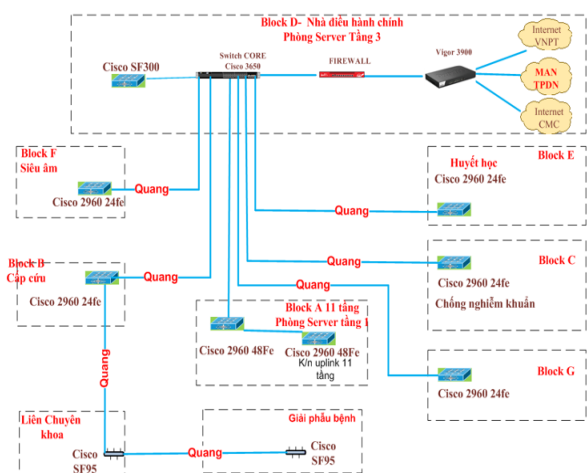 Block D- Nhà điều hành chính
Phòng Server Tầng 3
Internet
VNPT
Switch CORE
Cisco 3650
FIREWALL
Vigor 3900
Cisco SF300
MAN
TPDN
Internet
CMC
Block F
Siêu âm
Cisco 2960 24fe
Quang
Block E
Huyết học
Cisco 2960 24fe
Quang
Block B
Cấp cứu
Cisco 2960 24fe
Quang
Quang
Block C
Cisco 2960 24fe
Chống nghiễm khuẩn
Block A 11 tầng
Phòng Server tầng 1
Cisco 2960 48Fe
Cisco 2960 48Fe
K/n uplink 11
tầng
Quang
Block G
Cisco 2960 24fe
Quang
Liên Chuyên
khoa
Cisco
SF95
Quang
Giải phẫu bệnh
Cisco
SF95